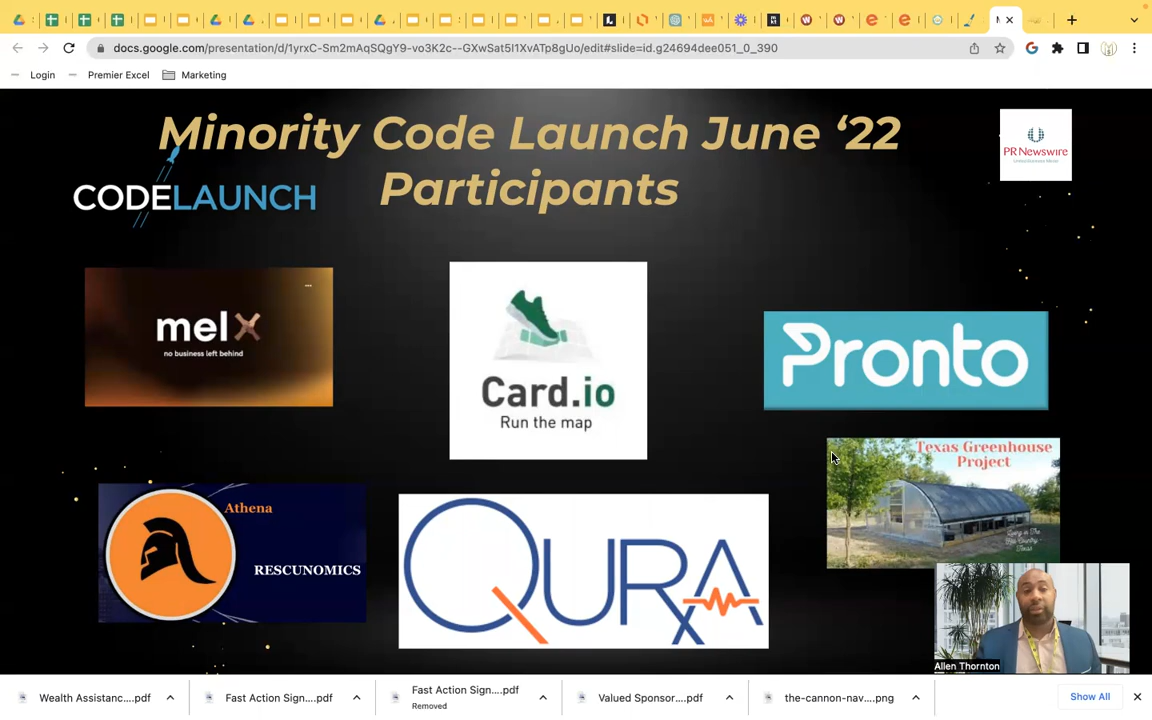 docs.google.com/presentation/d/1yrxC-Sm2mAqSQgY9-vo3K2c--GXwSat5I1XvATp8gUo/edit#slide=id.g24694dee051_0_390
Login
Premier Excel
Marketing
Minority Code Launch June ‘22
Participants
CODELAUNCH
PR Newswire
melX
no business left behind
Card.io
Run the map
Pronto
Texas Greenhouse
Project
Athena
RESCUNOMICS
QURA
Allen Thornton
Wealth Assistanc....pdf
Fast Action Sign....pdf
Fast Action Sign....pdf
Removed
Valued Sponsor....pdf
the-cannon-nav....png
Show All